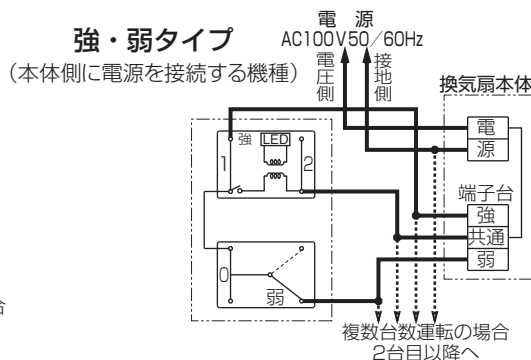 強・弱タイプ
（本体側に電源を接続する機種）
電 源
AC100V50/60Hz
電圧側
接地側
換気扇本体
電
源
端子台
強
共通
弱
強
LED
1
2
0
弱
合
複数台数運転の場合
2台目以降へ